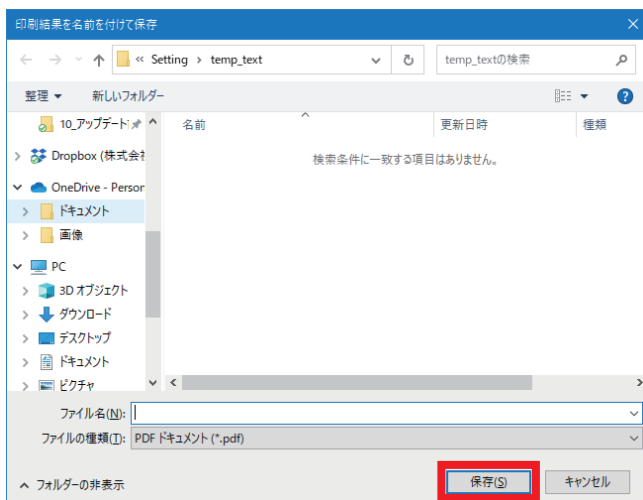 印刷結果を名前を付けて保存
« Setting › temp_text
temp_textの検索
整理 新しいフォルダー
名前 更新日時 種類
検索条件に一致する項目はありません。
10_アップデート
Dropbox (株式会社
OneDrive - Person
ドキュメント
画像
PC
3D オブジェクト
ダウンロード
デスクトップ
ドキュメント
ピクチャ
ファイル名(N):
ファイルの種類(T): PDF ドキュメント (*.pdf)
フォルダーの非表示
保存(S) キャンセル